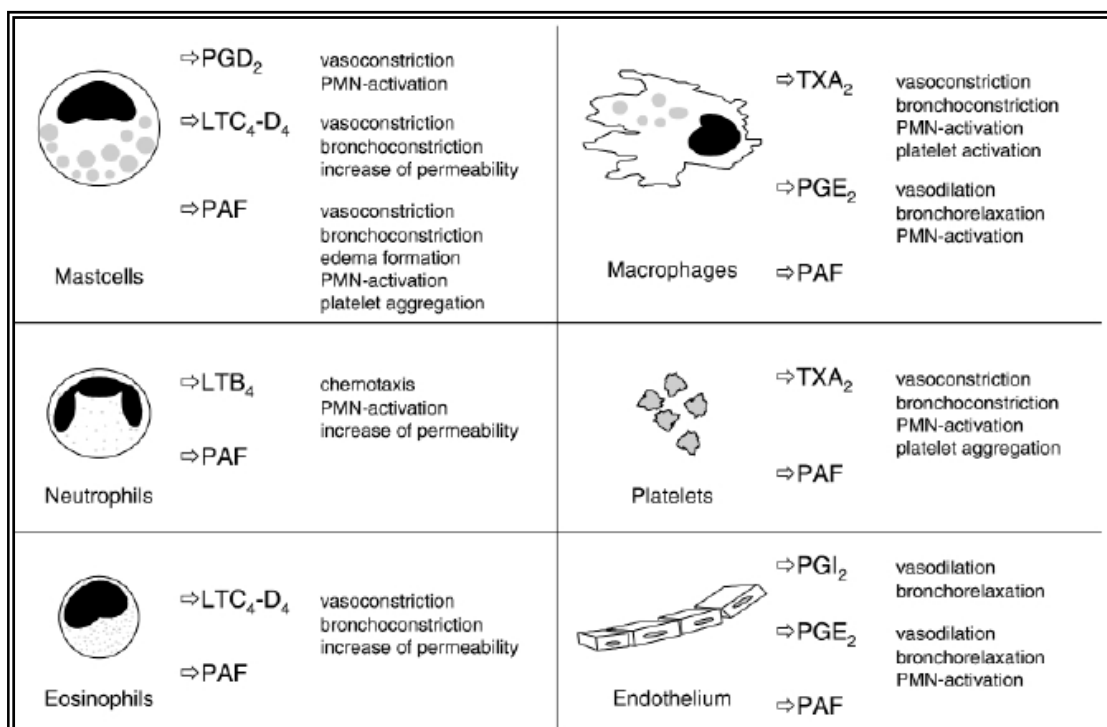 ⇨PGD₂ vasoconstriction
PMN-activation
⇨LTC₄-D₄ vasoconstriction
bronchoconstriction
increase of permeability
⇨PAF vasoconstriction
bronchoconstriction
edema formation
PMN-activation
platelet aggregation
Mastcells
⇨TXA₂ vasoconstriction
bronchoconstriction
PMN-activation
platelet activation
⇨PGE₂ vasodilation
bronchorelaxation
PMN-activation
Macrophages ⇨PAF
⇨LTB₄ chemotaxis
PMN-activation
increase of permeability
⇨PAF
Neutrophils
⇨TXA₂ vasoconstriction
bronchoconstriction
PMN-activation
platelet aggregation
⇨PAF
Platelets
⇨LTC₄-D₄ vasoconstriction
bronchoconstriction
increase of permeability
⇨PAF
Eosinophils
⇨PGI₂ vasodilation
bronchorelaxation
⇨PGE₂ vasodilation
bronchorelaxation
PMN-activation
Endothelium ⇨PAF